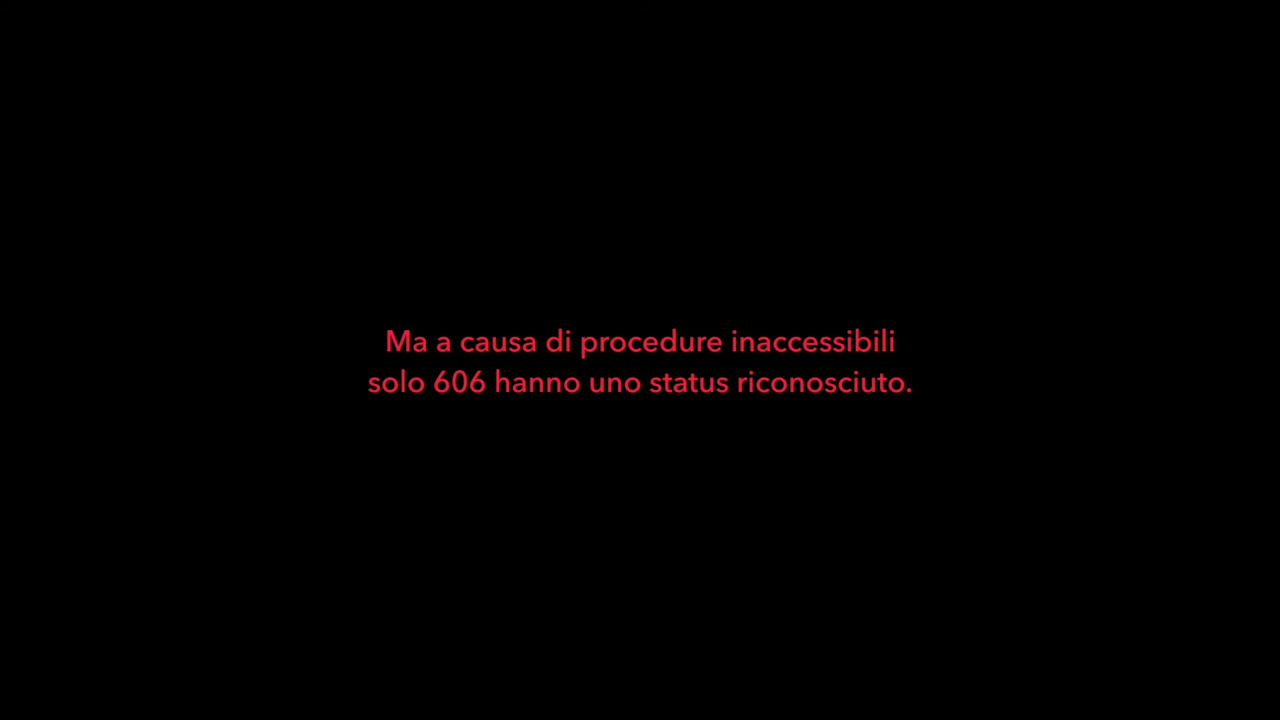 Ma a causa di procedure inaccessibili
solo 606 hanno uno status riconosciuto.